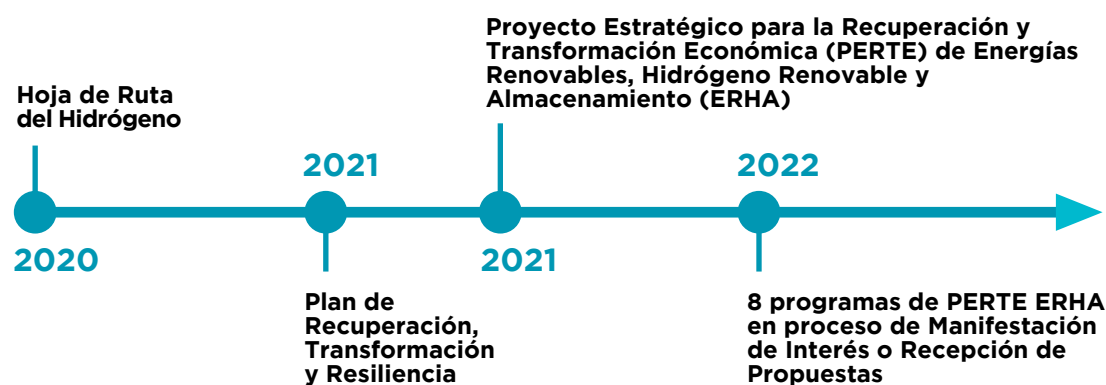 Hoja de Ruta
del Hidrógeno
2020
2021
Plan de
Recuperación,
Transformación
y Resiliencia
Proyecto Estratégico para la Recuperación y
Transformación Económica (PERTE) de Energías
Renovables, Hidrógeno Renovable y
Almacenamiento (ERHA)
2021
2022
8 programas de PERTE ERHA
en proceso de Manifestación
de Interés o Recepción de
Propuestas